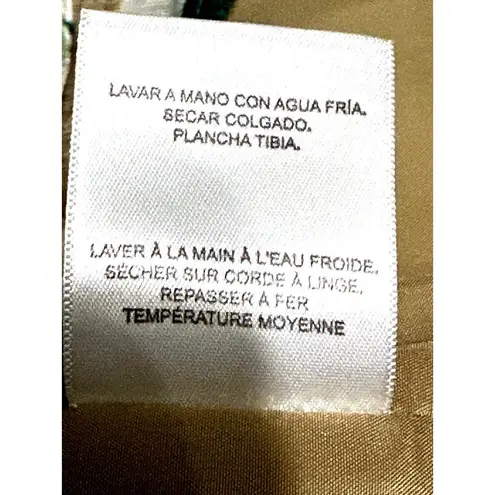 LAVAR A MANO CON AGUA FRÍA.
SECAR COLGADO.
PLANCHA TIBIA.
LAVER À LA MAIN À L'EAU FROIDE.
SÉCHER SUR CORDE À LINGE.
REPASSER À FER
TEMPÉRATURE MOYENNE